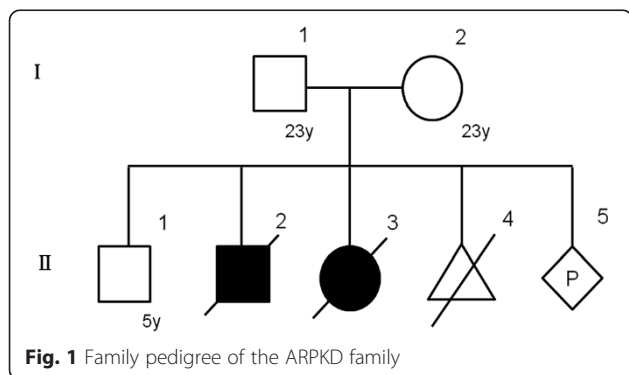 1 2
I
23y 23y
1 2 3 4 5
II
P
5y
Fig. 1 Family pedigree of the ARPKD family